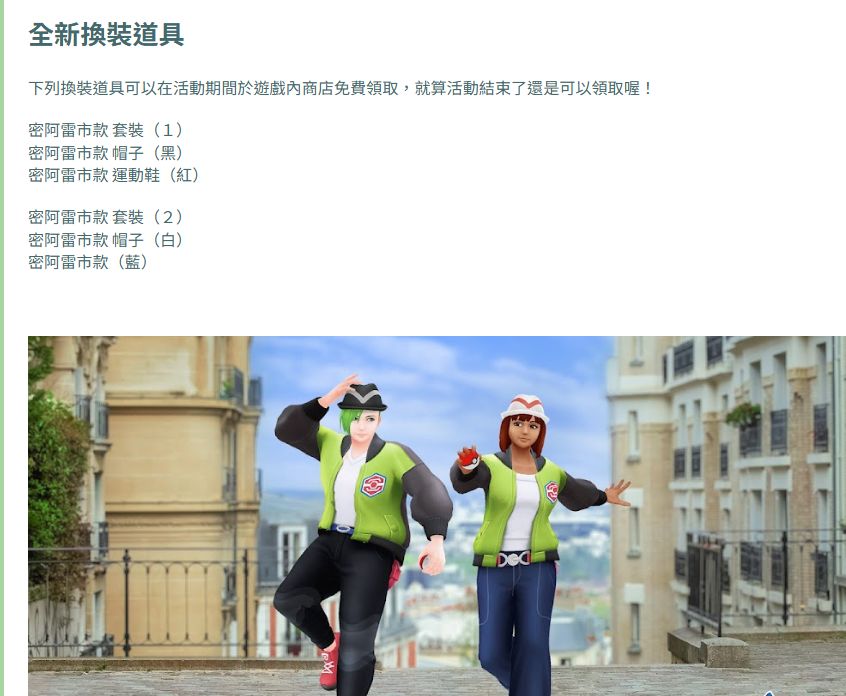 全新換裝道具
下列換裝道具可以在活動期間於遊戲內商店免費領取，就算活動結束了還是可以領取喔！
密阿雷市款 套裝（１）
密阿雷市款 帽子（黑）
密阿雷市款 運動鞋（紅）
密阿雷市款 套裝（２）
密阿雷市款 帽子（白）
密阿雷市款（藍）